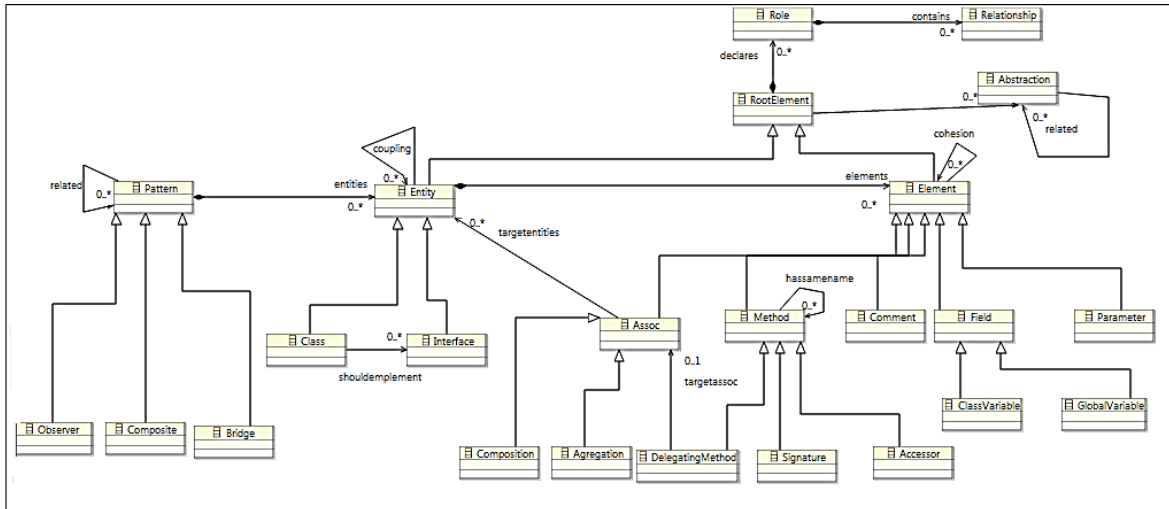 Role
contains
Relationship
0..*
declares
0..*
Abstraction
RootElement
0..*
0..*
related
coupling
cohesion
0..*
0..*
related
Pattern
0..*
entities
0..*
Entity
elements
0..*
Element
0..*
targetentities
hassamename
0..*
Class
0..*
Interface
shouldemplement
Assoc
Method
Comment
Field
Parameter
0..1
targetassoc
ClassVariable
GlobalVariable
Observer
Composite
Bridge
Composition
Agregation
DelegatingMethod
Signature
Accessor